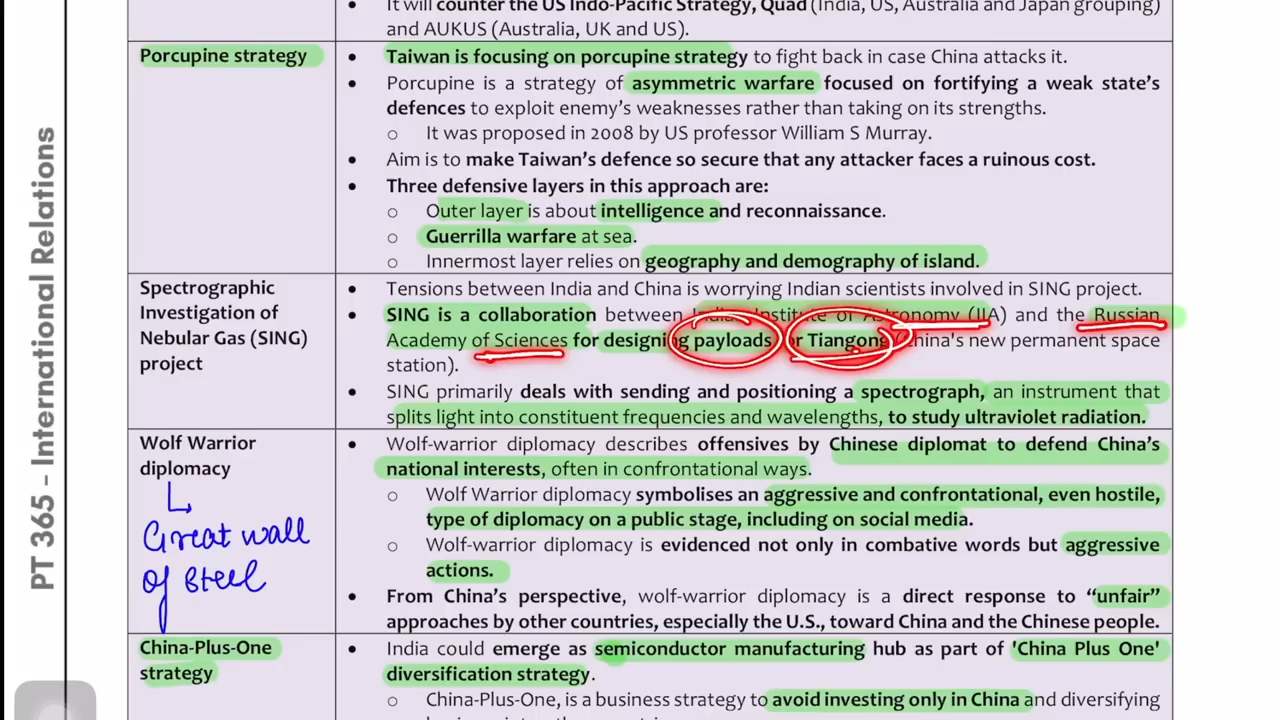 It will counter the US Indo-Pacific Strategy, Quad (India, US, Australia and Japan grouping)
and AUKUS (Australia, UK and US).
Porcupine strategy
• Taiwan is focusing on porcupine strategy to fight back in case China attacks it.
• Porcupine is a strategy of asymmetric warfare focused on fortifying a weak state's
defences to exploit enemy's weaknesses rather than taking on its strengths.
o It was proposed in 2008 by US professor William S Murray.
• Aim is to make Taiwan's defence so secure that any attacker faces a ruinous cost.
• Three defensive layers in this approach are:
o Outer layer is about intelligence and reconnaissance.
o Guerrilla warfare at sea.
o Innermost layer relies on geography and demography of island.
Spectrographic
Investigation of
Nebular Gas (SING)
project
• Tensions between India and China is worrying Indian scientists involved in SING project.
• SING is a collaboration between Indian Institute of Astronomy (IIA) and the Russian
Academy of Sciences for designing payloads for Tiangong (China's new permanent space
station).
• SING primarily deals with sending and positioning a spectrograph, an instrument that
splits light into constituent frequencies and wavelengths, to study ultraviolet radiation.
Wolf Warrior
diplomacy
Great wall
of Steel
• Wolf-warrior diplomacy describes offensives by Chinese diplomat to defend China's
national interests, often in confrontational ways.
o Wolf Warrior diplomacy symbolises an aggressive and confrontational, even hostile,
type of diplomacy on a public stage, including on social media.
o Wolf-warrior diplomacy is evidenced not only in combative words but aggressive
actions.
• From China's perspective, wolf-warrior diplomacy is a direct response to “unfair”
approaches by other countries, especially the U.S., toward China and the Chinese people.
China-Plus-One
strategy
• India could emerge as semiconductor manufacturing hub as part of 'China Plus One'
diversification strategy.
o China-Plus-One, is a business strategy to avoid investing only in China and diversifying
PT 365 - International Relations